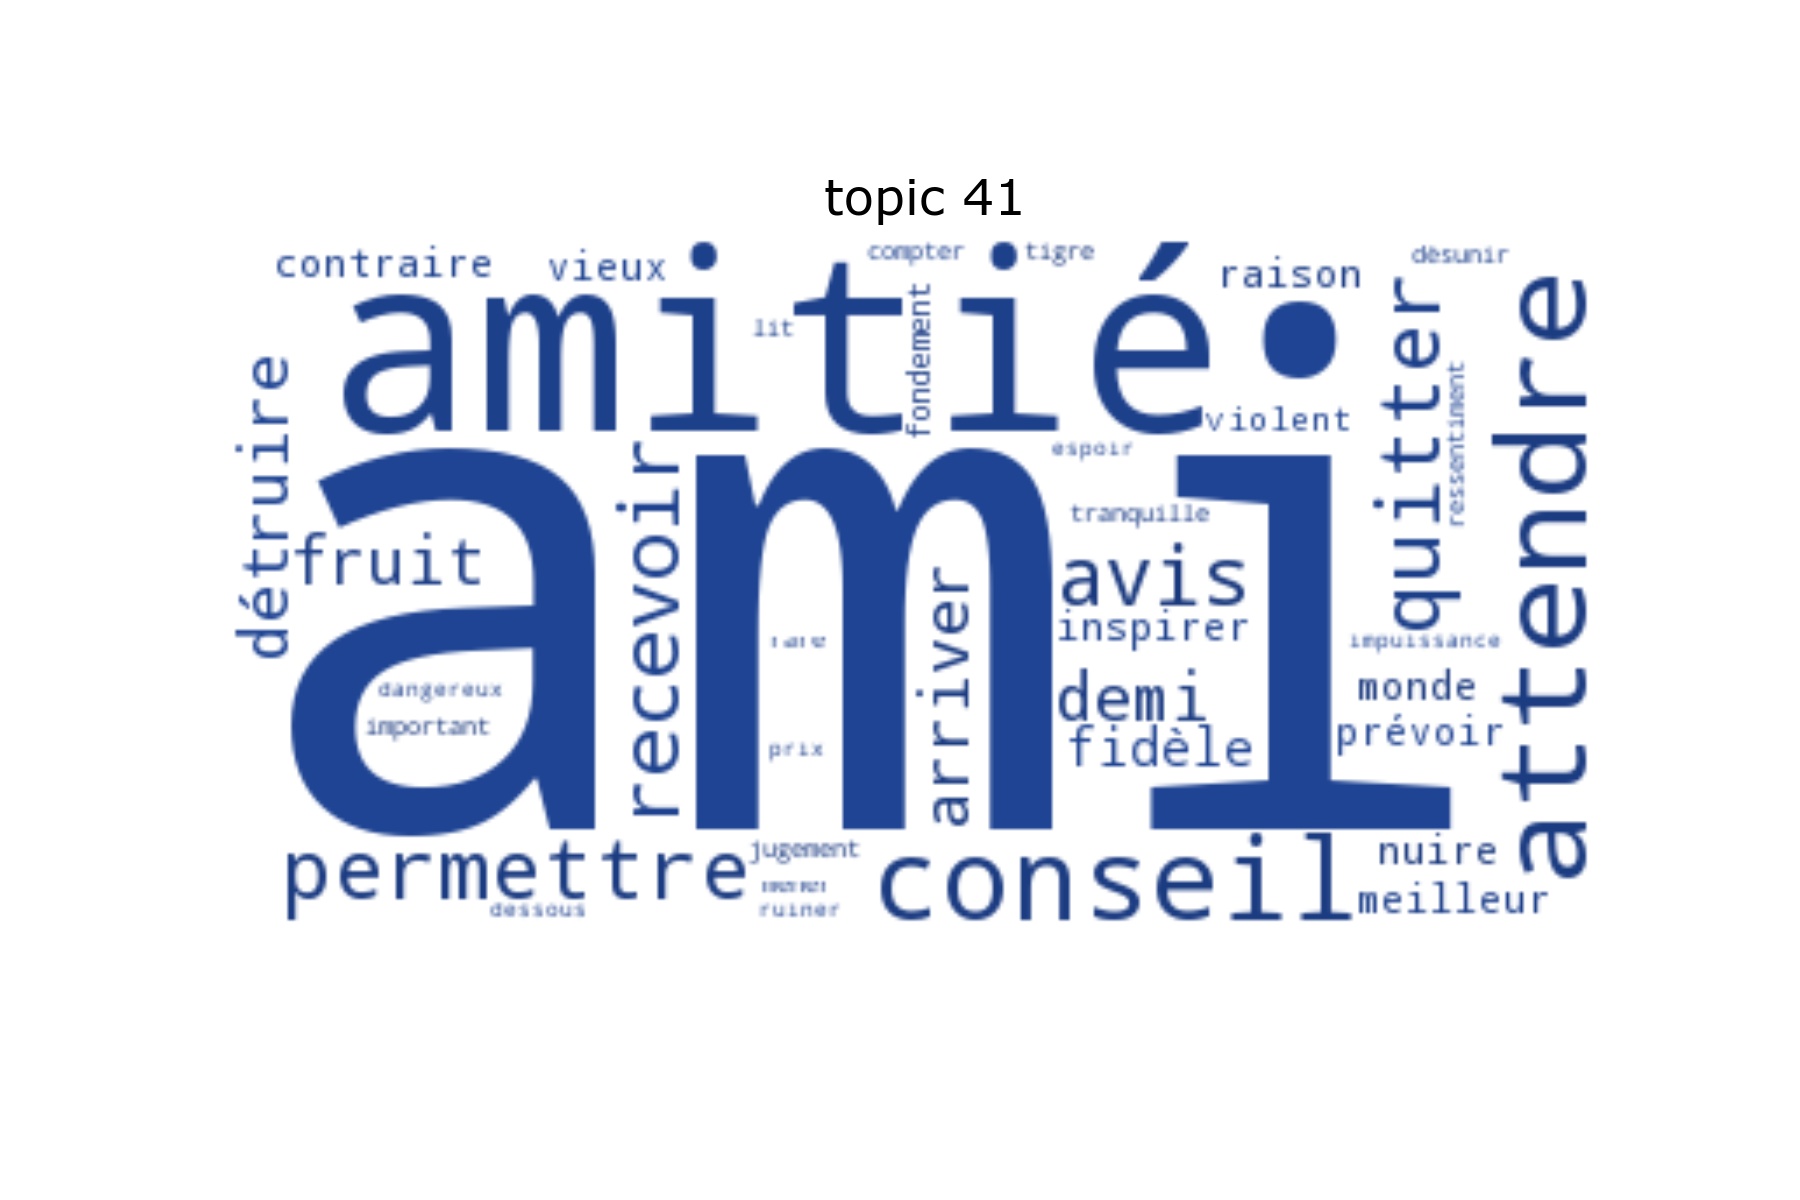 topic 41
contraire
vieux
compter
tigre
raison
désunir
amitié
lit
fondement
quitter
attendre
violent
ressentiment
détruire
ami
espoir
recevoir
tranquille
fruit
avis
arriver
inspirer
impuissance
dangereux
demi
monde
important
fidèle
prévoir
prix
permettre
jugement
conseil
nuire
meilleur
dessous
ruiner